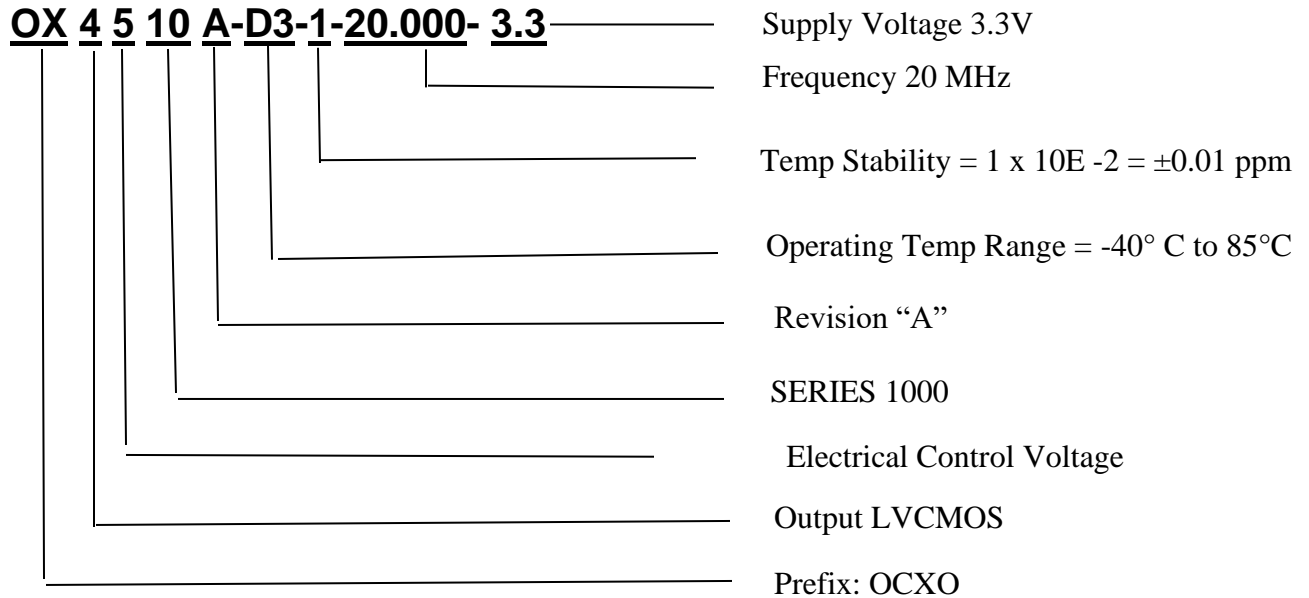 OX 4 5 10 A-D3-1-20.000- 3.3
Supply Voltage 3.3V
Frequency 20 MHz
Temp Stability = 1 x 10E -2 = ±0.01 ppm
Operating Temp Range = -40° C to 85°C
Revision “A”
SERIES 1000
Electrical Control Voltage
Output LVCMOS
Prefix: OCXO